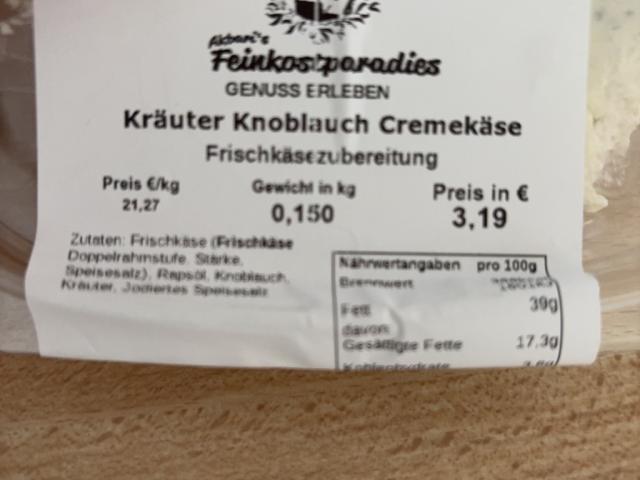 Akbari's
Feinkostparadies
GENUSS ERLEBEN
Kräuter Knoblauch Cremekäse
Frischkäsezubereitung
Preis €/kg
21,27
Gewicht in kg
0,150
Preis in €
3,19
Zutaten: Frischkäse (Frischkäse
Doppelrahmstufe, Stärke,
Speisesalz), Rapsöl, Knoblauch,
Kräuter, Jodiertes Speisesalz
Nährwertangaben pro 100g
Brennwert
Fett 39g
davon
Gesättigte Fette 17,3g
Kohlenhydrate